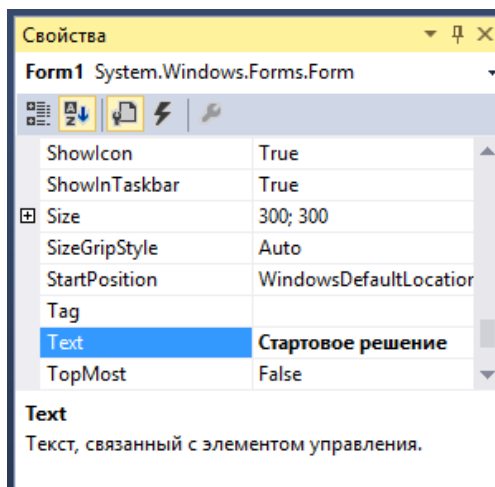 Свойства
Form1 System.Windows.Forms.Form
ShowIcon True
ShowInTaskbar True
Size 300; 300
SizeGripStyle Auto
StartPosition WindowsDefaultLocation
Tag
Text Стартовое решение
TopMost False
Text
Текст, связанный с элементом управления.